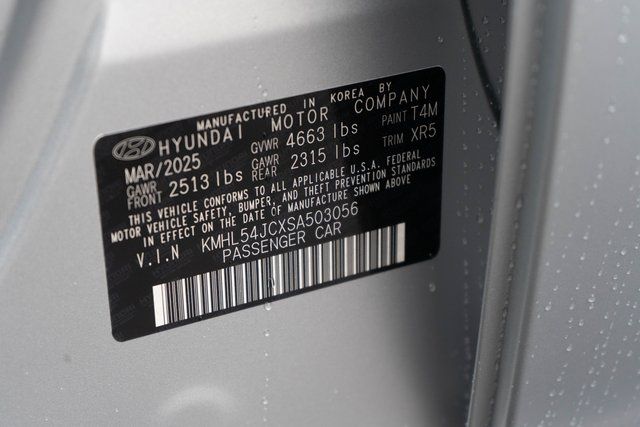 MANUFACTURED IN KOREA BY
HYUNDAI MOTOR COMPANY
MAR/2025 GVWR 4663 lbs PAINT T4M
GAWR FRONT 2513 lbs GAWR REAR 2315 lbs TRIM XR5
THIS VEHICLE CONFORMS TO ALL APPLICABLE U.S.A. FEDERAL
MOTOR VEHICLE SAFETY, BUMPER, AND THEFT PREVENTION STANDARDS
IN EFFECT ON THE DATE OF MANUFACTURE SHOWN ABOVE
V.I.N KMHL54JCXSA503056
PASSENGER CAR